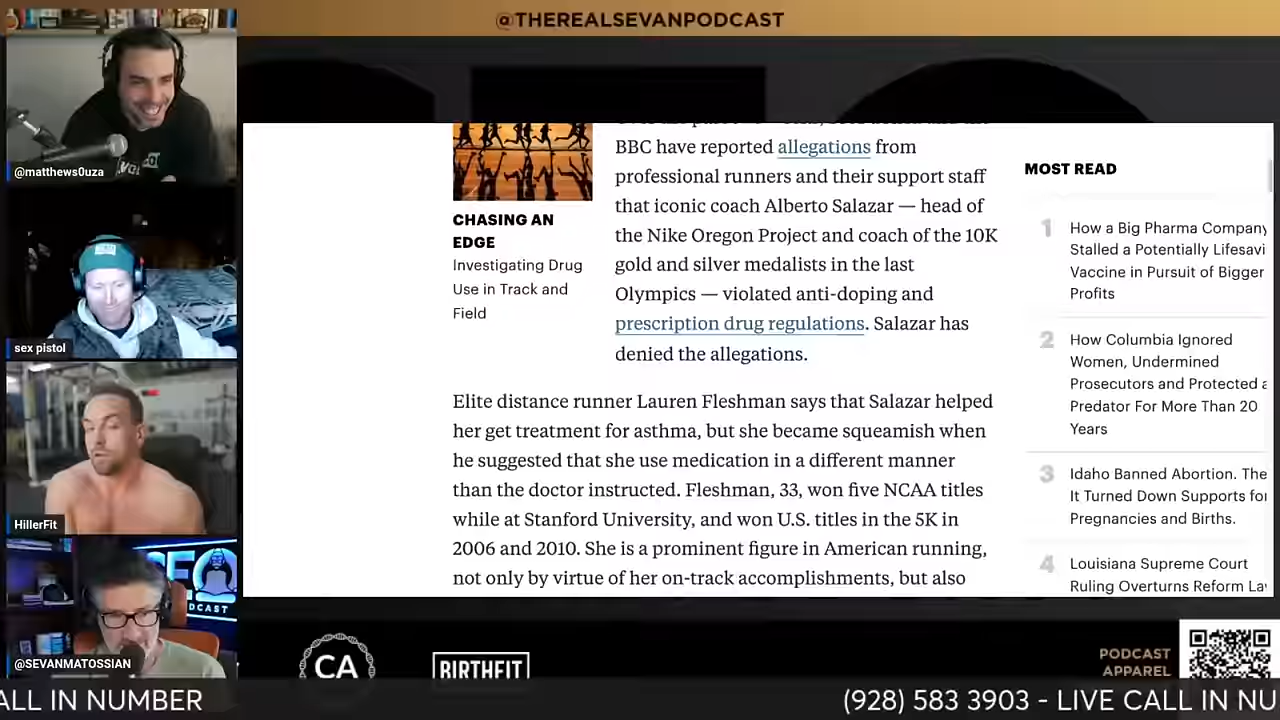 @THEREALSEVANPODCAST
@matthews0uza
sex pistol
HillerFit
@SEVANMATOSSIAN
CHASING AN
EDGE
Investigating Drug
Use in Track and
Field
BBC have reported allegations from
professional runners and their support staff
that iconic coach Alberto Salazar — head of
the Nike Oregon Project and coach of the 10K
gold and silver medalists in the last
Olympics — violated anti-doping and
prescription drug regulations. Salazar has
denied the allegations.
Elite distance runner Lauren Fleshman says that Salazar helped
her get treatment for asthma, but she became squeamish when
he suggested that she use medication in a different manner
than the doctor instructed. Fleshman, 33, won five NCAA titles
while at Stanford University, and won U.S. titles in the 5K in
2006 and 2010. She is a prominent figure in American running,
not only by virtue of her on-track accomplishments, but also
MOST READ
1
How a Big Pharma Company
Stalled a Potentially Lifesavi
Vaccine in Pursuit of Bigger
Profits
2
How Columbia Ignored
Women, Undermined
Prosecutors and Protected a
Predator For More Than 20
Years
3
Idaho Banned Abortion. The
It Turned Down Supports for
Pregnancies and Births.
4
Louisiana Supreme Court
Ruling Overturns Reform La
CA
BIRTHFIT
PODCAST
APPAREL
ALL IN NUMBER
(928) 583 3903 - LIVE CALL IN NU